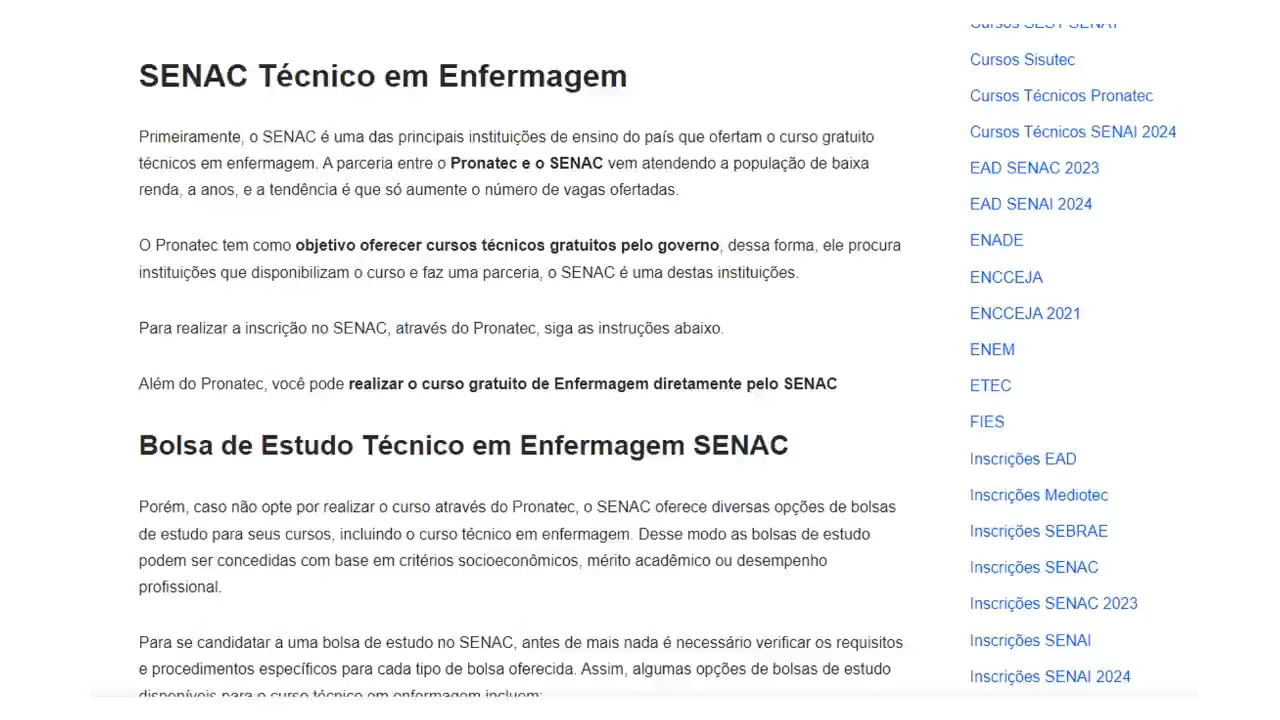 SENAC Técnico em Enfermagem
Primeiramente, o SENAC é uma das principais instituições de ensino do país que ofertam o curso gratuito
técnicos em enfermagem. A parceria entre o Pronatec e o SENAC vem atendendo a população de baixa
renda, a anos, e a tendência é que só aumente o número de vagas ofertadas.
O Pronatec tem como objetivo oferecer cursos técnicos gratuitos pelo governo, dessa forma, ele procura
instituições que disponibilizam o curso e faz uma parceria, o SENAC é uma destas instituições.
Para realizar a inscrição no SENAC, através do Pronatec, siga as instruções abaixo.
Além do Pronatec, você pode realizar o curso gratuito de Enfermagem diretamente pelo SENAC
Bolsa de Estudo Técnico em Enfermagem SENAC
Porém, caso não opte por realizar o curso através do Pronatec, o SENAC oferece diversas opções de bolsas
de estudo para seus cursos, incluindo o curso técnico em enfermagem. Desse modo as bolsas de estudo
podem ser concedidas com base em critérios socioeconômicos, mérito acadêmico ou desempenho
profissional.
Para se candidatar a uma bolsa de estudo no SENAC, antes de mais nada é necessário verificar os requisitos
e procedimentos específicos para cada tipo de bolsa oferecida. Assim, algumas opções de bolsas de estudo
disponíveis para o curso técnico em enfermagem incluem:
Cursos SEST SENAT
Cursos Sisutec
Cursos Técnicos Pronatec
Cursos Técnicos SENAI 2024
EAD SENAC 2023
EAD SENAI 2024
ENADE
ENCCEJA
ENCCEJA 2021
ENEM
ETEC
FIES
Inscrições EAD
Inscrições Mediotec
Inscrições SEBRAE
Inscrições SENAC
Inscrições SENAC 2023
Inscrições SENAI
Inscrições SENAI 2024